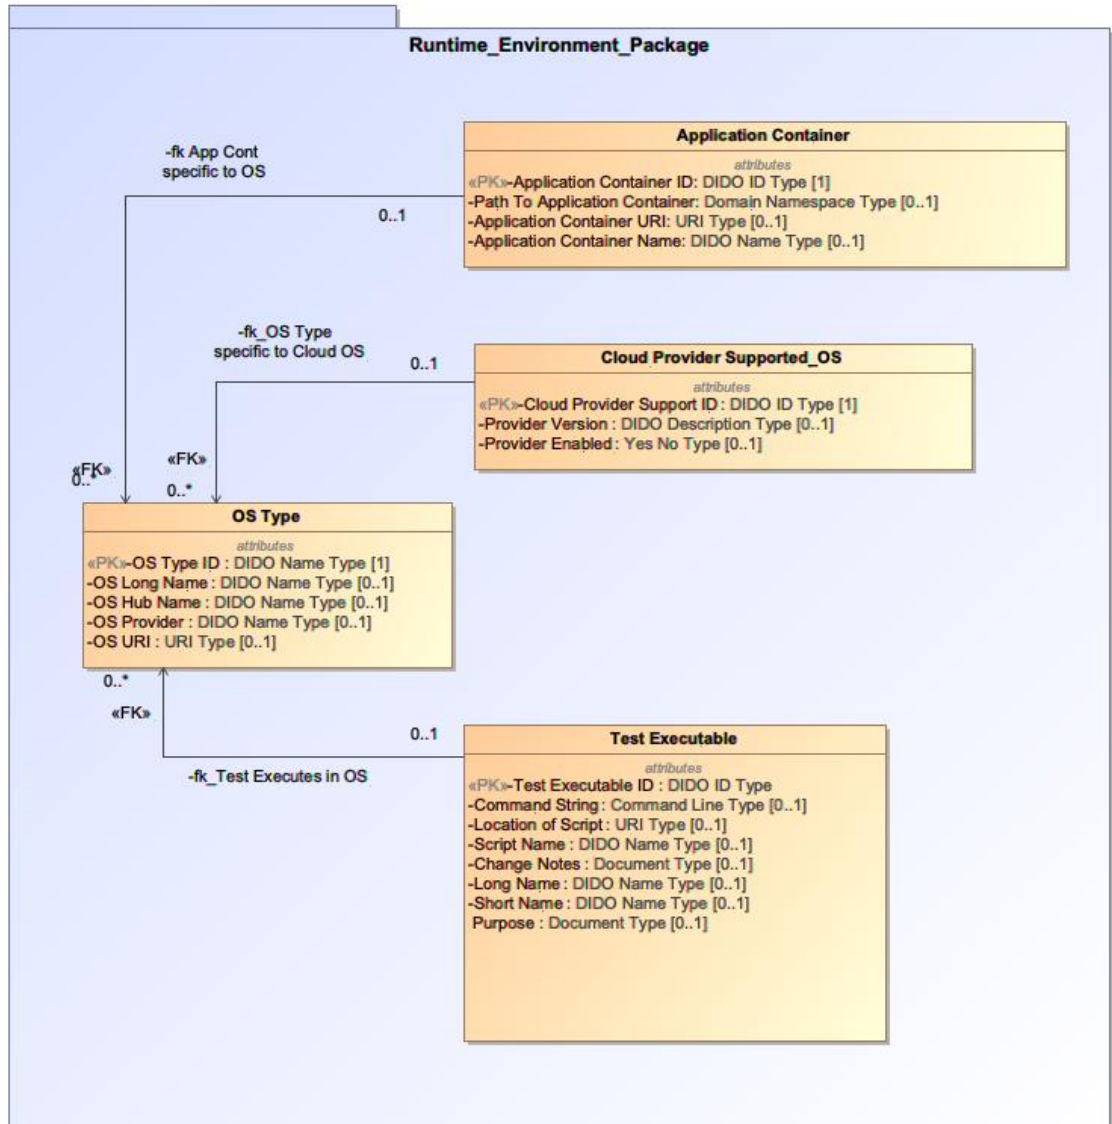 Runtime_Environment_Package
-fk App Cont
specific to OS
0..1
Application Container
attributes
«PK»-Application Container ID: DIDO ID Type [1]
-Path To Application Container: Domain Namespace Type [0..1]
-Application Container URI: URI Type [0..1]
-Application Container Name: DIDO Name Type [0..1]
-fk_OS Type
specific to Cloud OS
0..1
Cloud Provider Supported_OS
attributes
«PK»-Cloud Provider Support ID : DIDO ID Type [1]
-Provider Version : DIDO Description Type [0..1]
-Provider Enabled : Yes No Type [0..1]
«FK»
0..*
«FK»
0..*
OS Type
attributes
«PK»-OS Type ID : DIDO Name Type [1]
-OS Long Name : DIDO Name Type [0..1]
-OS Hub Name : DIDO Name Type [0..1]
-OS Provider : DIDO Name Type [0..1]
-OS URI : URI Type [0..1]
0..*
«FK»
0..1
-fk_Test Executes in OS
Test Executable
attributes
«PK»-Test Executable ID : DIDO ID Type
-Command String : Command Line Type [0..1]
-Location of Script : URI Type [0..1]
-Script Name : DIDO Name Type [0..1]
-Change Notes : Document Type [0..1]
-Long Name : DIDO Name Type [0..1]
-Short Name : DIDO Name Type [0..1]
Purpose : Document Type [0..1]